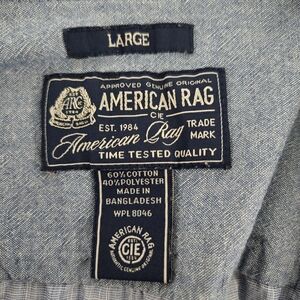 LARGE
APPROVED GENUINE ORIGINAL
AMERICAN RAG
CIE
EST. 1984
American Rag
TRADE
MARK
TIME TESTED QUALITY
60% COTTON
40% POLYESTER
MADE IN
BANGLADESH
WPL 8046
AMERICAN RAG
CIE